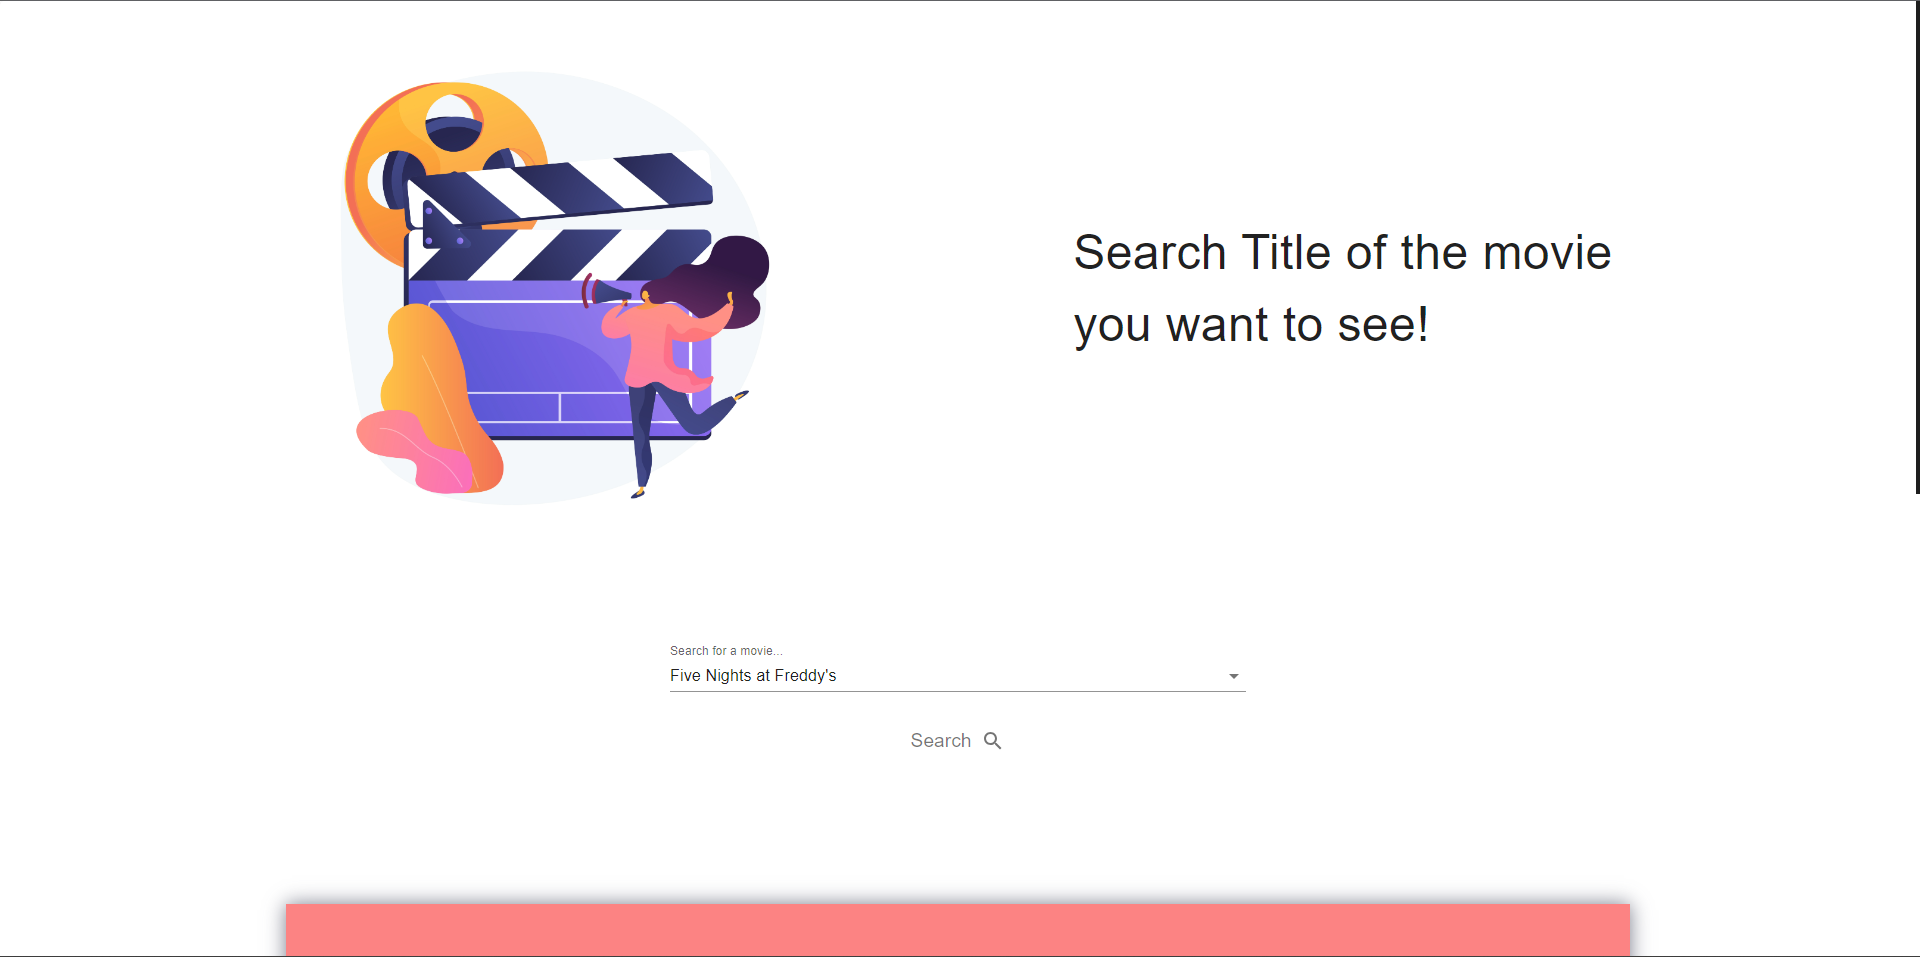 Search Title of the movie
you want to see!
Search for a movie...
Five Nights at Freddy's
Search